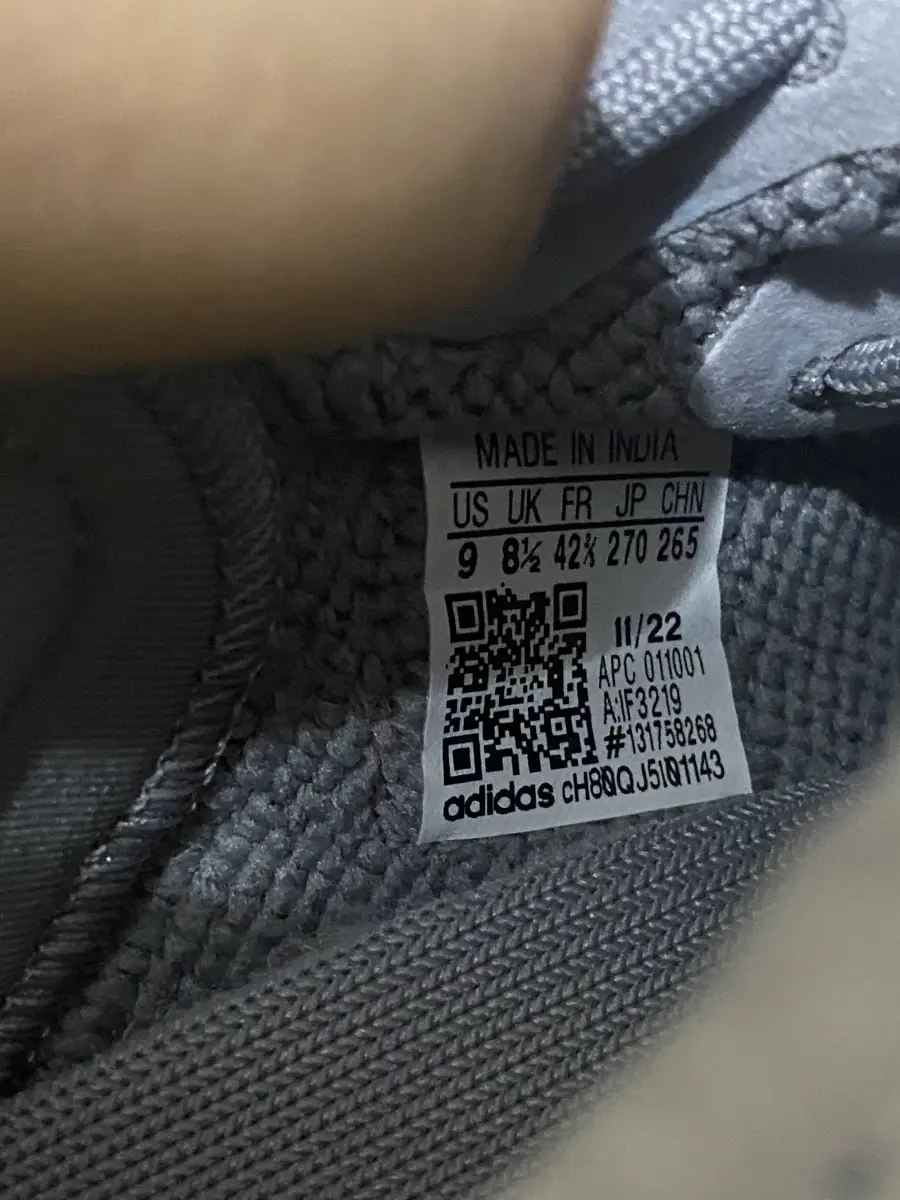 MADE IN INDIA
US UK FR JP CHN
9 8½ 42⅔ 270 265
11/22
APC 011001
A:IF3219
#131758268
adidas cH80QJ5I01143